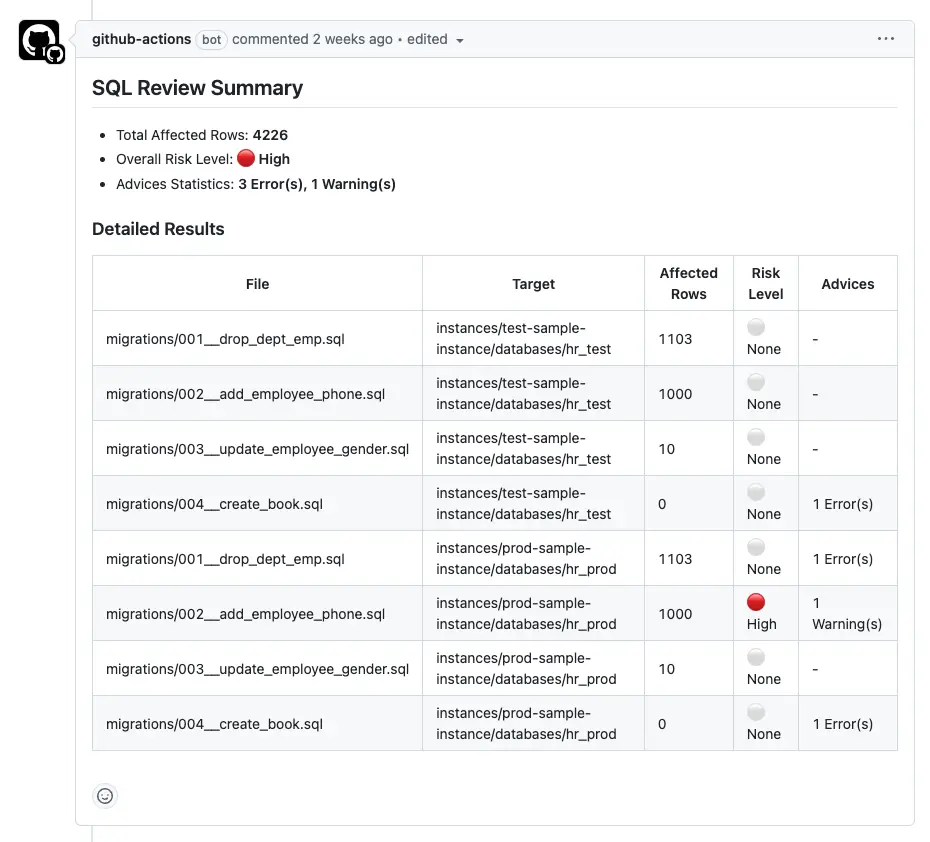 github-actions bot commented 2 weeks ago • edited
SQL Review Summary
Total Affected Rows: 4226
Overall Risk Level: 🔴 High
Advices Statistics: 3 Error(s), 1 Warning(s)
Detailed Results
File Target Affected Rows Risk Level Advices
migrations/001__drop_dept_emp.sql instances/test-sample-instance/databases/hr_test 1103 None -
migrations/002__add_employee_phone.sql instances/test-sample-instance/databases/hr_test 1000 None -
migrations/003__update_employee_gender.sql instances/test-sample-instance/databases/hr_test 10 None -
migrations/004__create_book.sql instances/test-sample-instance/databases/hr_test 0 None 1 Error(s)
migrations/001__drop_dept_emp.sql instances/prod-sample-instance/databases/hr_prod 1103 None 1 Error(s)
migrations/002__add_employee_phone.sql instances/prod-sample-instance/databases/hr_prod 1000 🔴 High 1 Warning(s)
migrations/003__update_employee_gender.sql instances/prod-sample-instance/databases/hr_prod 10 None -
migrations/004__create_book.sql instances/prod-sample-instance/databases/hr_prod 0 None 1 Error(s)